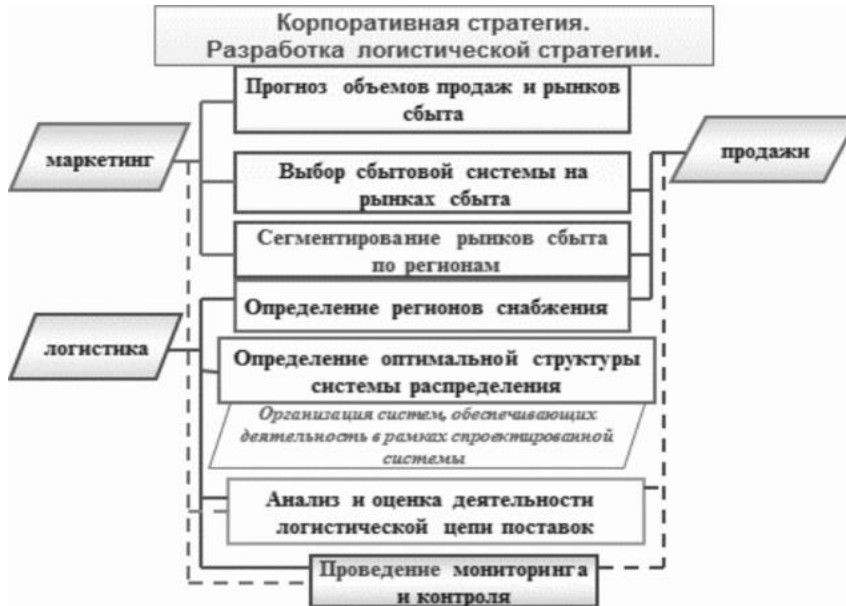 Корпоративная стратегия.
Разработка логистической стратегии.
Прогноз объемов продаж и рынков
сбыта
маркетинг
продажи
Выбор сбытовой системы на
рынках сбыта
Сегментирование рынков сбыта
по регионам
Определение регионов снабжения
логистика
Определение оптимальной структуры
системы распределения
Организация систем, обеспечивающих
деятельность в рамках спроектированной
системы
Анализ и оценка деятельности
логистической цепи поставок
Проведение мониторинга
и контроля